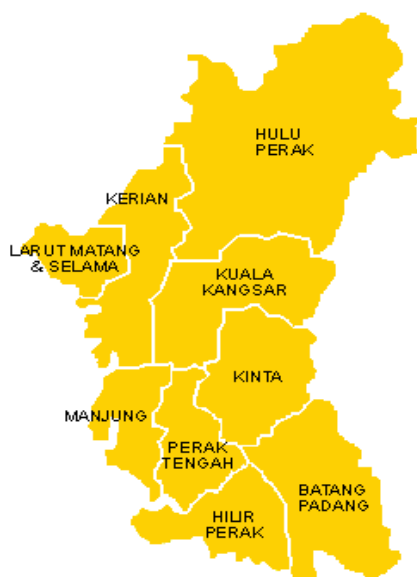 HULU
PERAK
KERIAN
LARUT MATANG
& SELAMA
KUALA
KANGSAR
KINTA
MANJUNG
PERAK
TENGAH
BATANG
PADANG
HILIR
PERAK